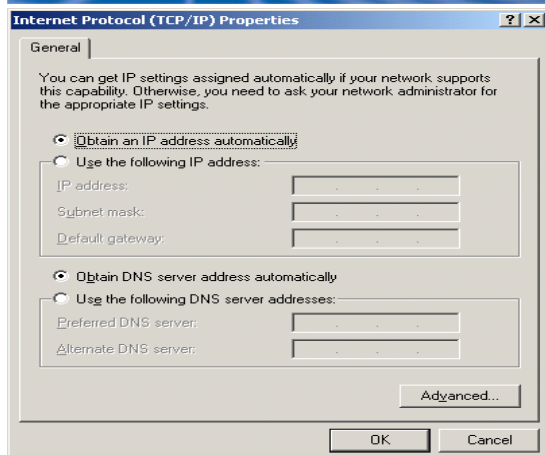 Internet Protocol (TCP/IP) Properties
General
You can get IP settings assigned automatically if your network supports
this capability. Otherwise, you need to ask your network administrator for
the appropriate IP settings.
Obtain an IP address automatically
Use the following IP address:
IP address:
Subnet mask:
Default gateway:
Obtain DNS server address automatically
Use the following DNS server addresses:
Preferred DNS server:
Alternate DNS server:
Advanced...
OK Cancel